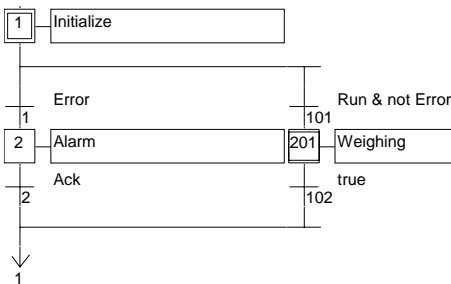 1 Initialize
Error Run & not Error
1 101
2 Alarm 201 Weighing
Ack true
2 102
1